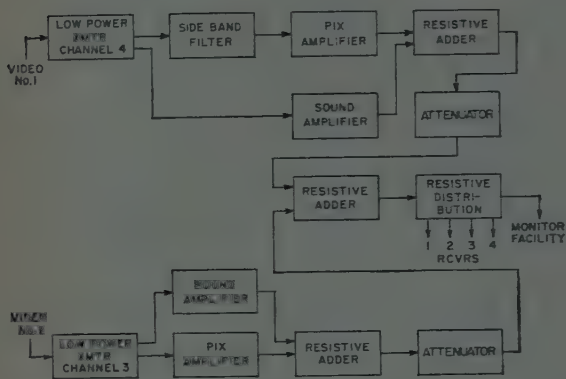 LOW POWER
XMTR
CHANNEL 4
SIDE BAND
FILTER
PIX
AMPLIFIER
RESISTIVE
ADDER
VIDEO
No.1
SOUND
AMPLIFIER
ATTENUATOR
RESISTIVE
ADDER
RESISTIVE
DISTRI-
BUTION
1 2 3 4
RCVRS
MONITOR
FACILITY
SOUND
AMPLIFIER
VIDEO
LOW POWER
XMTR
CHANNEL 3
PIX
AMPLIFIER
RESISTIVE
ADDER
ATTENUATOR